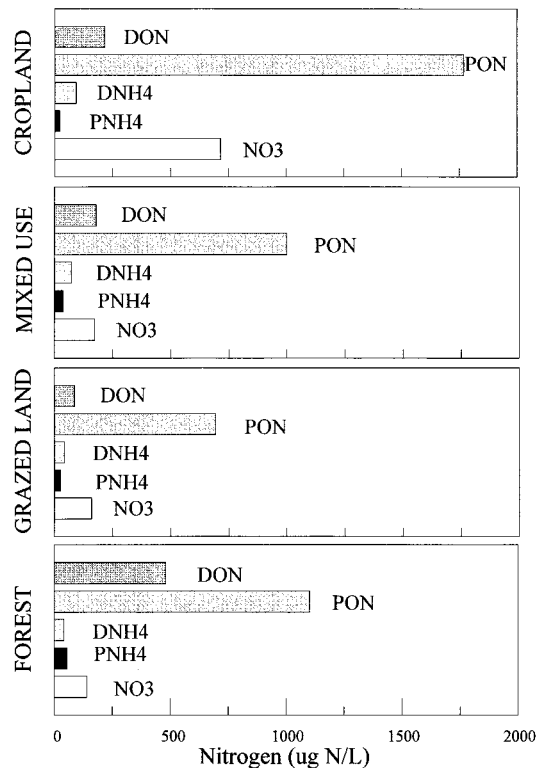 CROPLAND
DON
PON
DNH4
PNH4
NO3
MIXED USE
DON
PON
DNH4
PNH4
NO3
GRAZED LAND
DON
PON
DNH4
PNH4
NO3
FOREST
DON
PON
DNH4
PNH4
NO3
0 500 1000 1500 2000
Nitrogen (ug N/L)